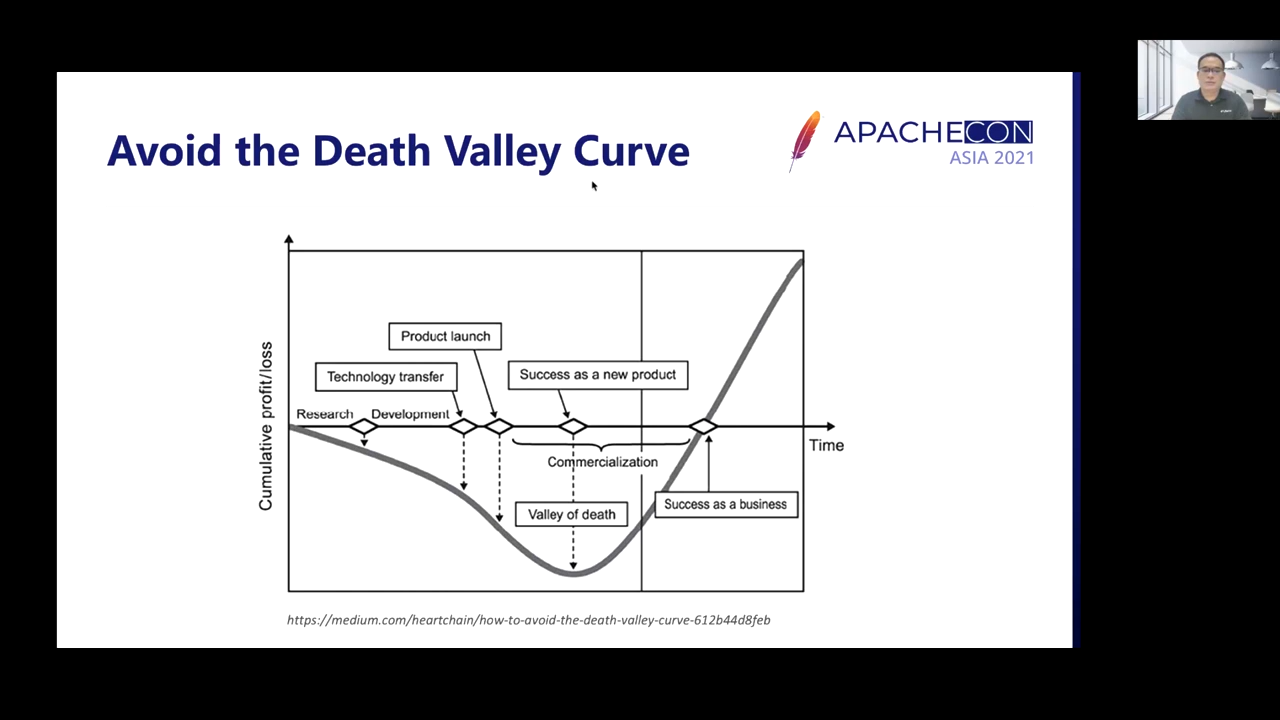 Avoid the Death Valley Curve
APACHECON
ASIA 2021
Cumulative profit/loss
Product launch
Technology transfer
Success as a new product
Research
Development
Time
Commercialization
Valley of death
Success as a business
https://medium.com/heartchain/how-to-avoid-the-death-valley-curve-612b44d8feb